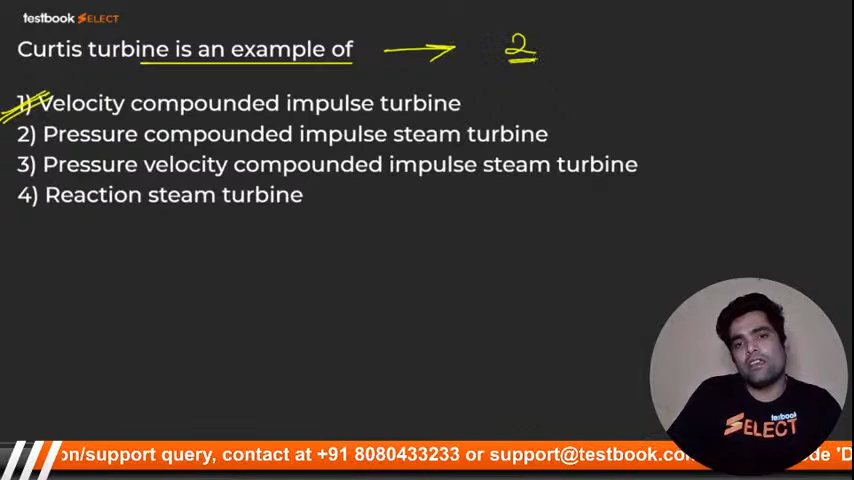 testbook SELECT
Curtis turbine is an example of
2
1) Velocity compounded impulse turbine
2) Pressure compounded impulse steam turbine
3) Pressure velocity compounded impulse steam turbine
4) Reaction steam turbine
testbook
SELECT
on/support query, contact at +91 8080433233 or support@testbook.com